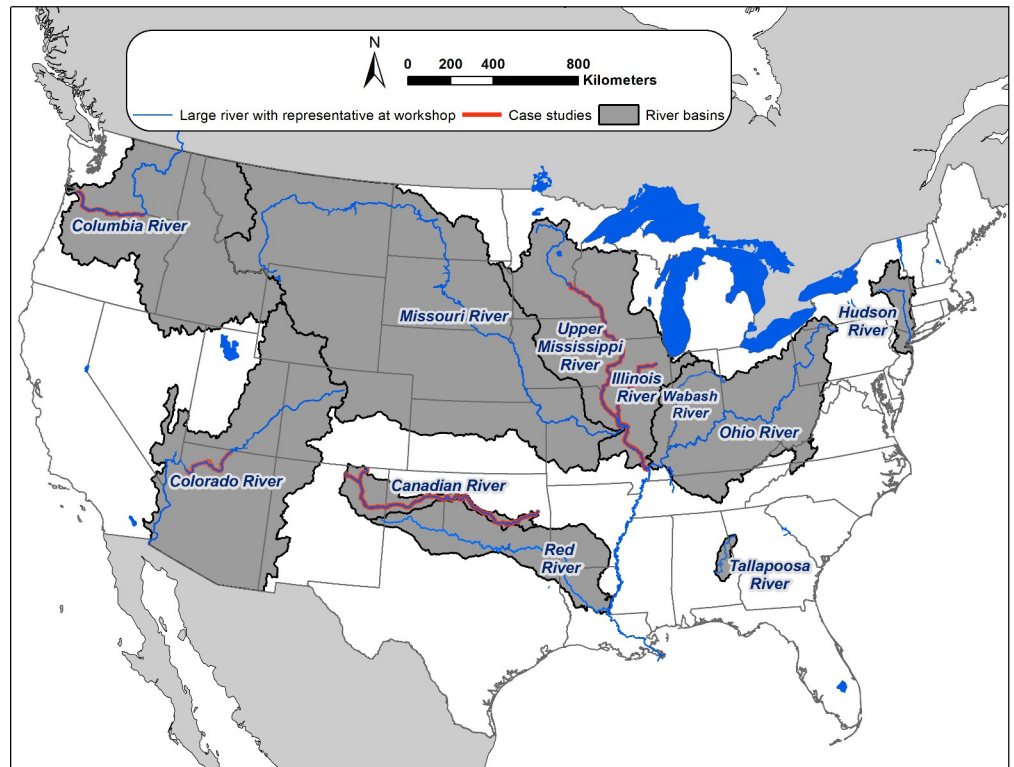 N
0 200 400 800
Kilometers
Large river with representative at workshop
Case studies
River basins
Columbia River
Missouri River
Upper
Mississippi
River
Illinois
River
Wabash
River
Hudson
River
Ohio River
Colorado River
Canadian River
Red
River
Tallapoosa
River